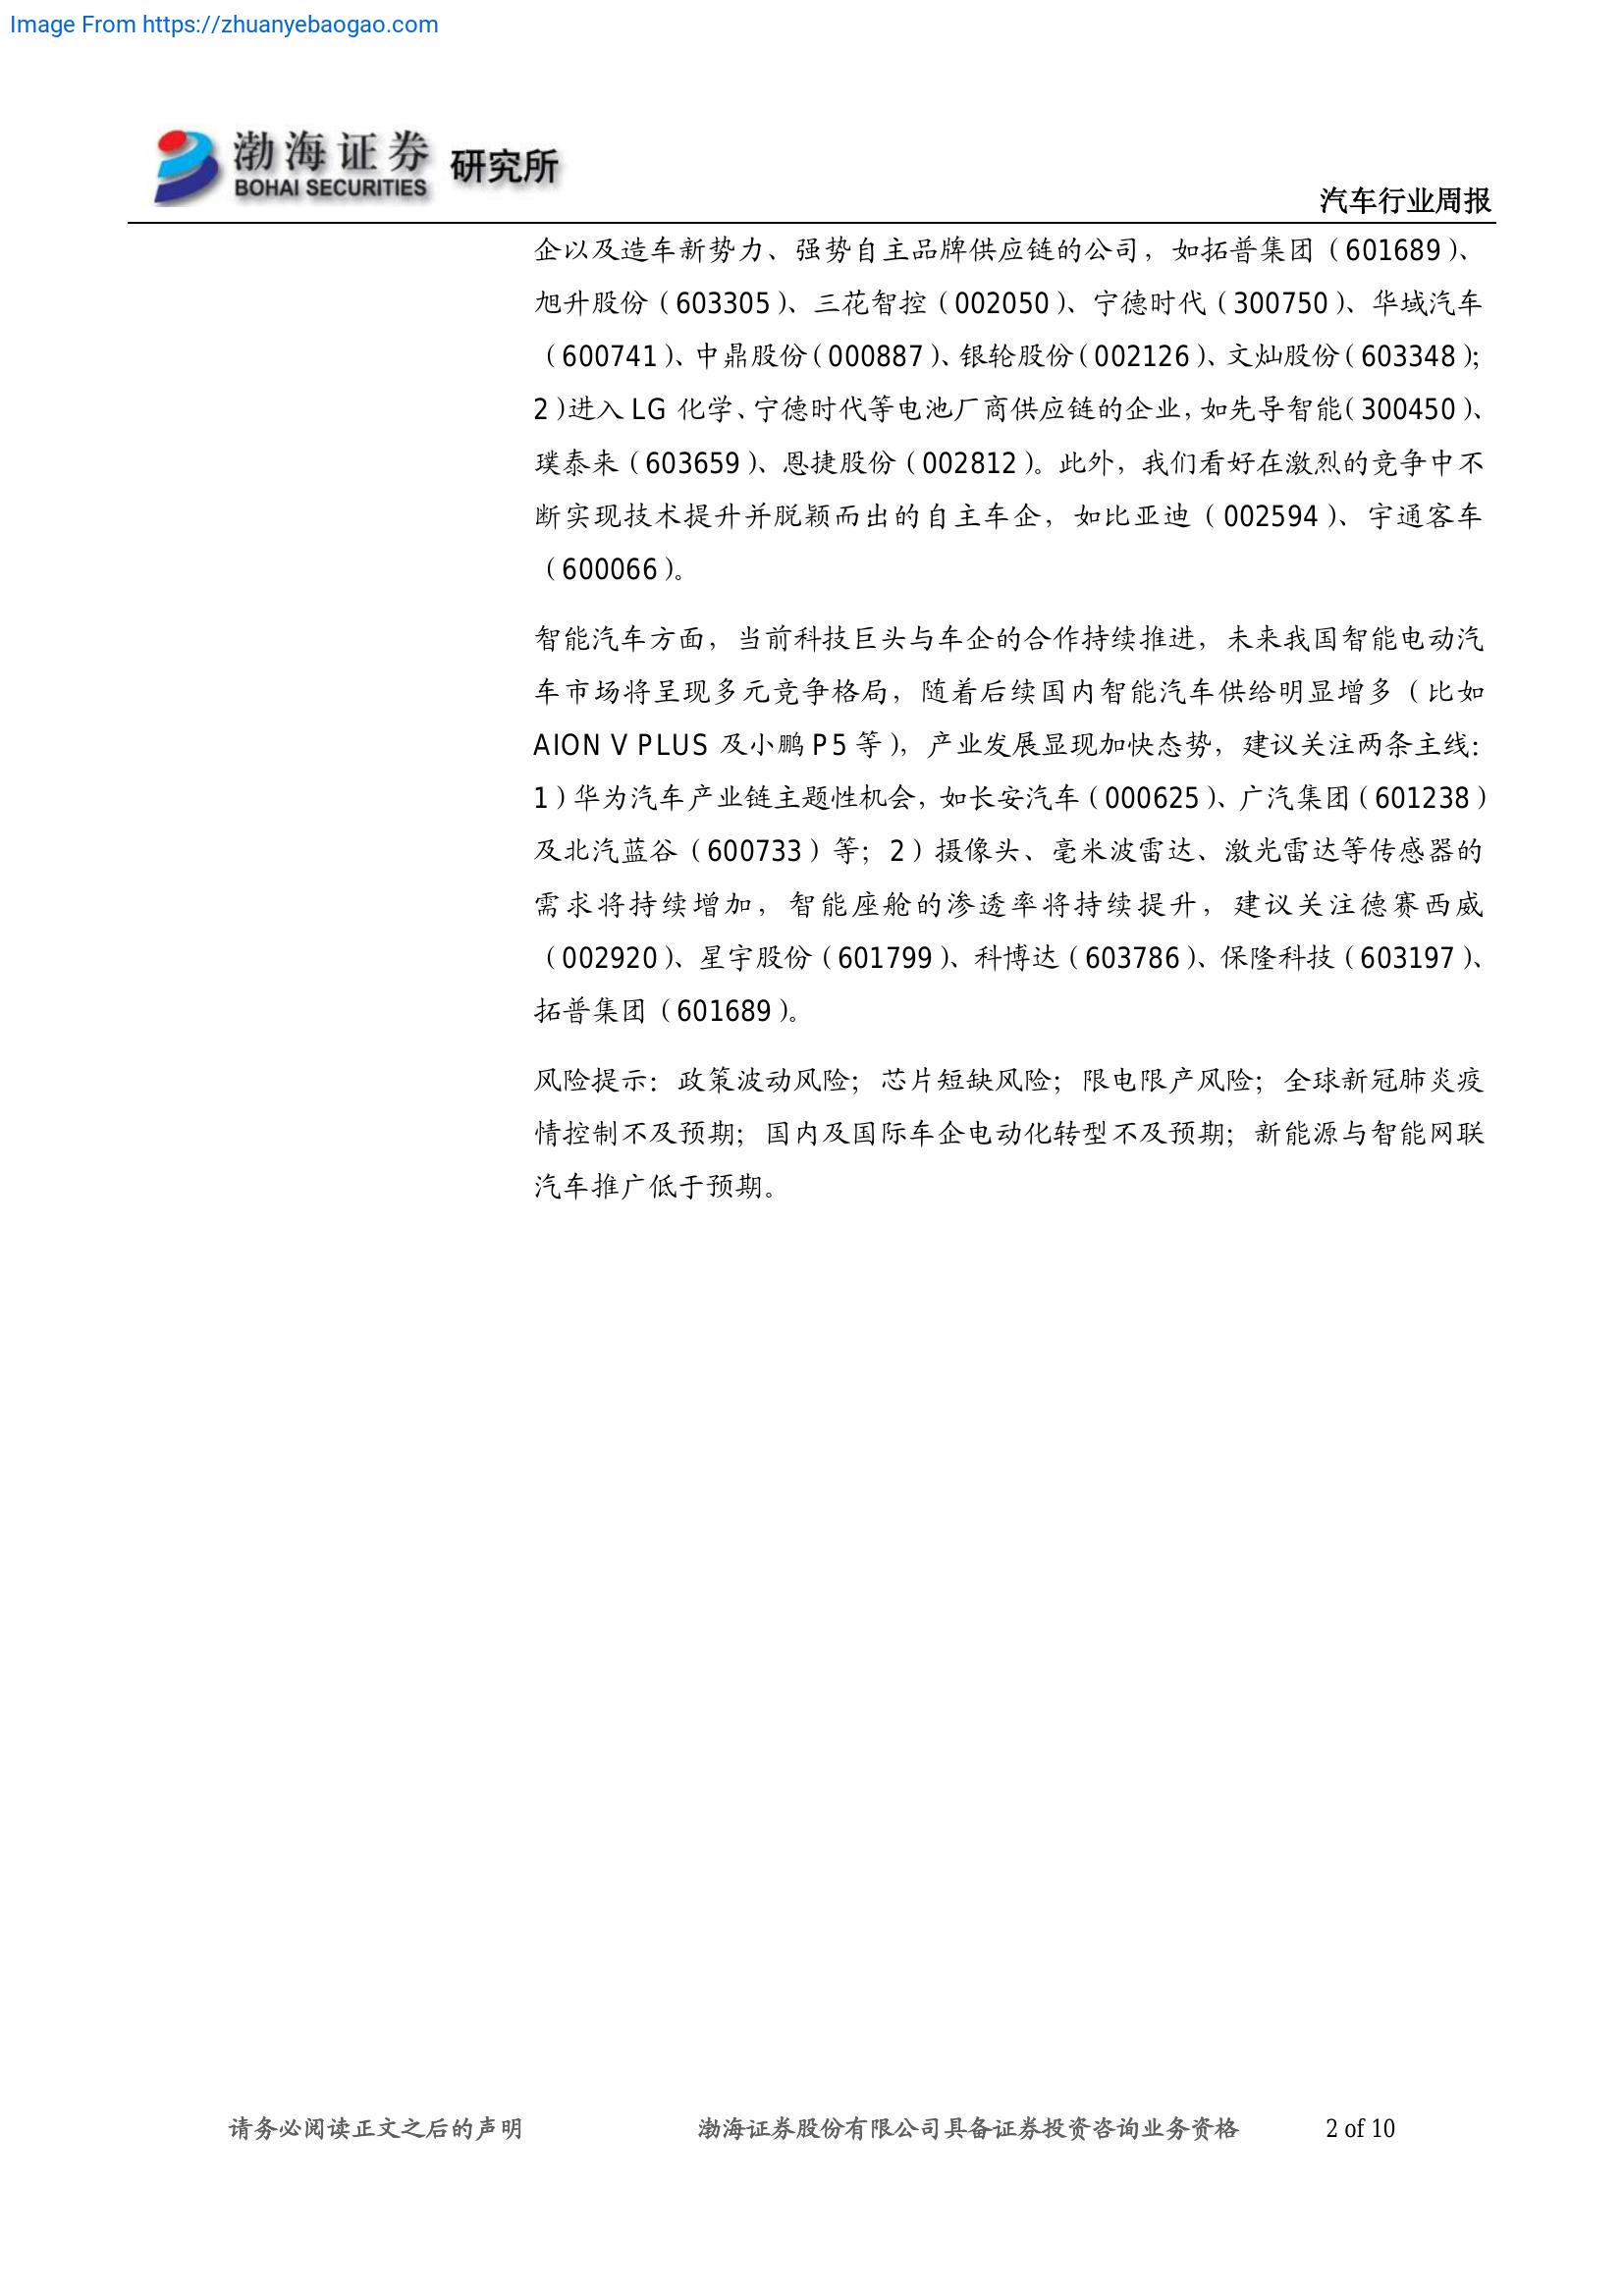 Image From https://zhuanyebaogao.com
渤海证券 研究所
BOHAI SECURITIES
汽车行业周报
企以及造车新势力、强势自主品牌供应链的公司，如拓普集团（601689）、
旭升股份（603305）、三花智控（002050）、宁德时代（300750）、华域汽车
（600741）、中鼎股份（000887）、银轮股份（002126）、文灿股份（603348）；
2）进入 LG 化学、宁德时代等电池厂商供应链的企业，如先导智能（300450）、
璞泰来（603659）、恩捷股份（002812）。此外，我们看好在激烈的竞争中不
断实现技术提升并脱颖而出的自主车企，如比亚迪（002594）、宇通客车
（600066）。
智能汽车方面，当前科技巨头与车企的合作持续推进，未来我国智能电动汽
车市场将呈现多元竞争格局，随着后续国内智能汽车供给明显增多（比如
AION V PLUS 及小鹏 P5 等），产业发展显现加快态势，建议关注两条主线：
1）华为汽车产业链主题性机会，如长安汽车（000625）、广汽集团（601238）
及北汽蓝谷（600733）等；2）摄像头、毫米波雷达、激光雷达等传感器的
需求将持续增加，智能座舱的渗透率将持续提升，建议关注德赛西威
（002920）、星宇股份（601799）、科博达（603786）、保隆科技（603197）、
拓普集团（601689）。
风险提示：政策波动风险；芯片短缺风险；限电限产风险；全球新冠肺炎疫
情控制不及预期；国内及国际车企电动化转型不及预期；新能源与智能网联
汽车推广低于预期。
请务必阅读正文之后的声明 渤海证券股份有限公司具备证券投资咨询业务资格 2 of 10